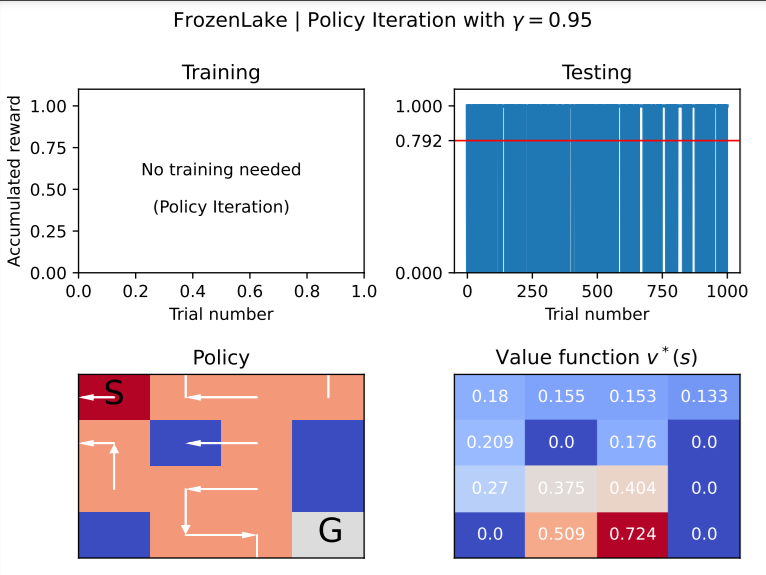 FrozenLake | Policy Iteration with γ = 0.95
Training
Accumulated reward
1.00
0.75
0.50
0.25
0.00
No training needed
(Policy Iteration)
0.0 0.2 0.4 0.6 0.8 1.0
Trial number
Testing
1.000
0.792
0.000
0 250 500 750 1000
Trial number
Policy
S
G
Value function v*(s)
0.18 0.155 0.153 0.133
0.209 0.0 0.176 0.0
0.27 0.375 0.404 0.0
0.0 0.509 0.724 0.0